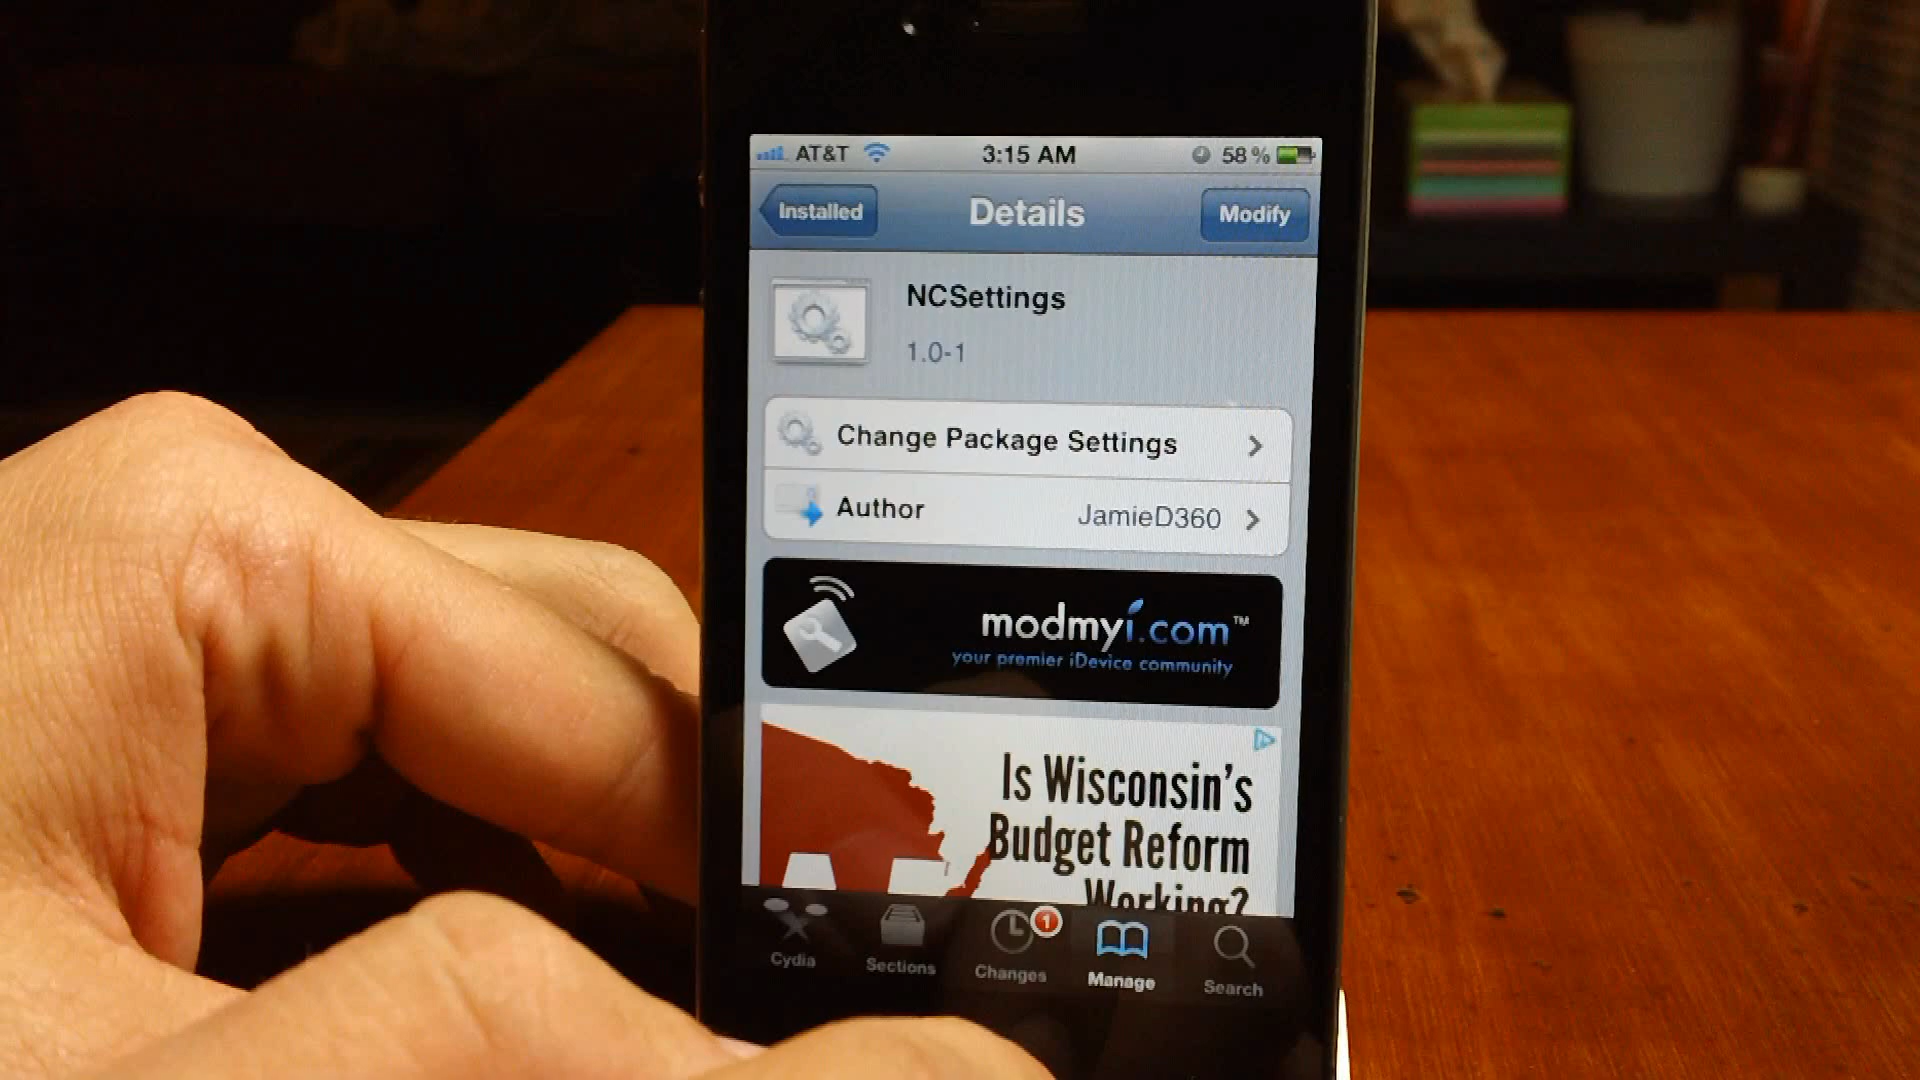 AT&T 3:15 AM 58%
Installed Details Modify
NCSettings
1.0-1
Change Package Settings
Author JamieD360
modmyi.com™
your premier iDevice community
Is Wisconsin's
Budget Reform
Working?
Cydia Sections Changes 1 Manage Search